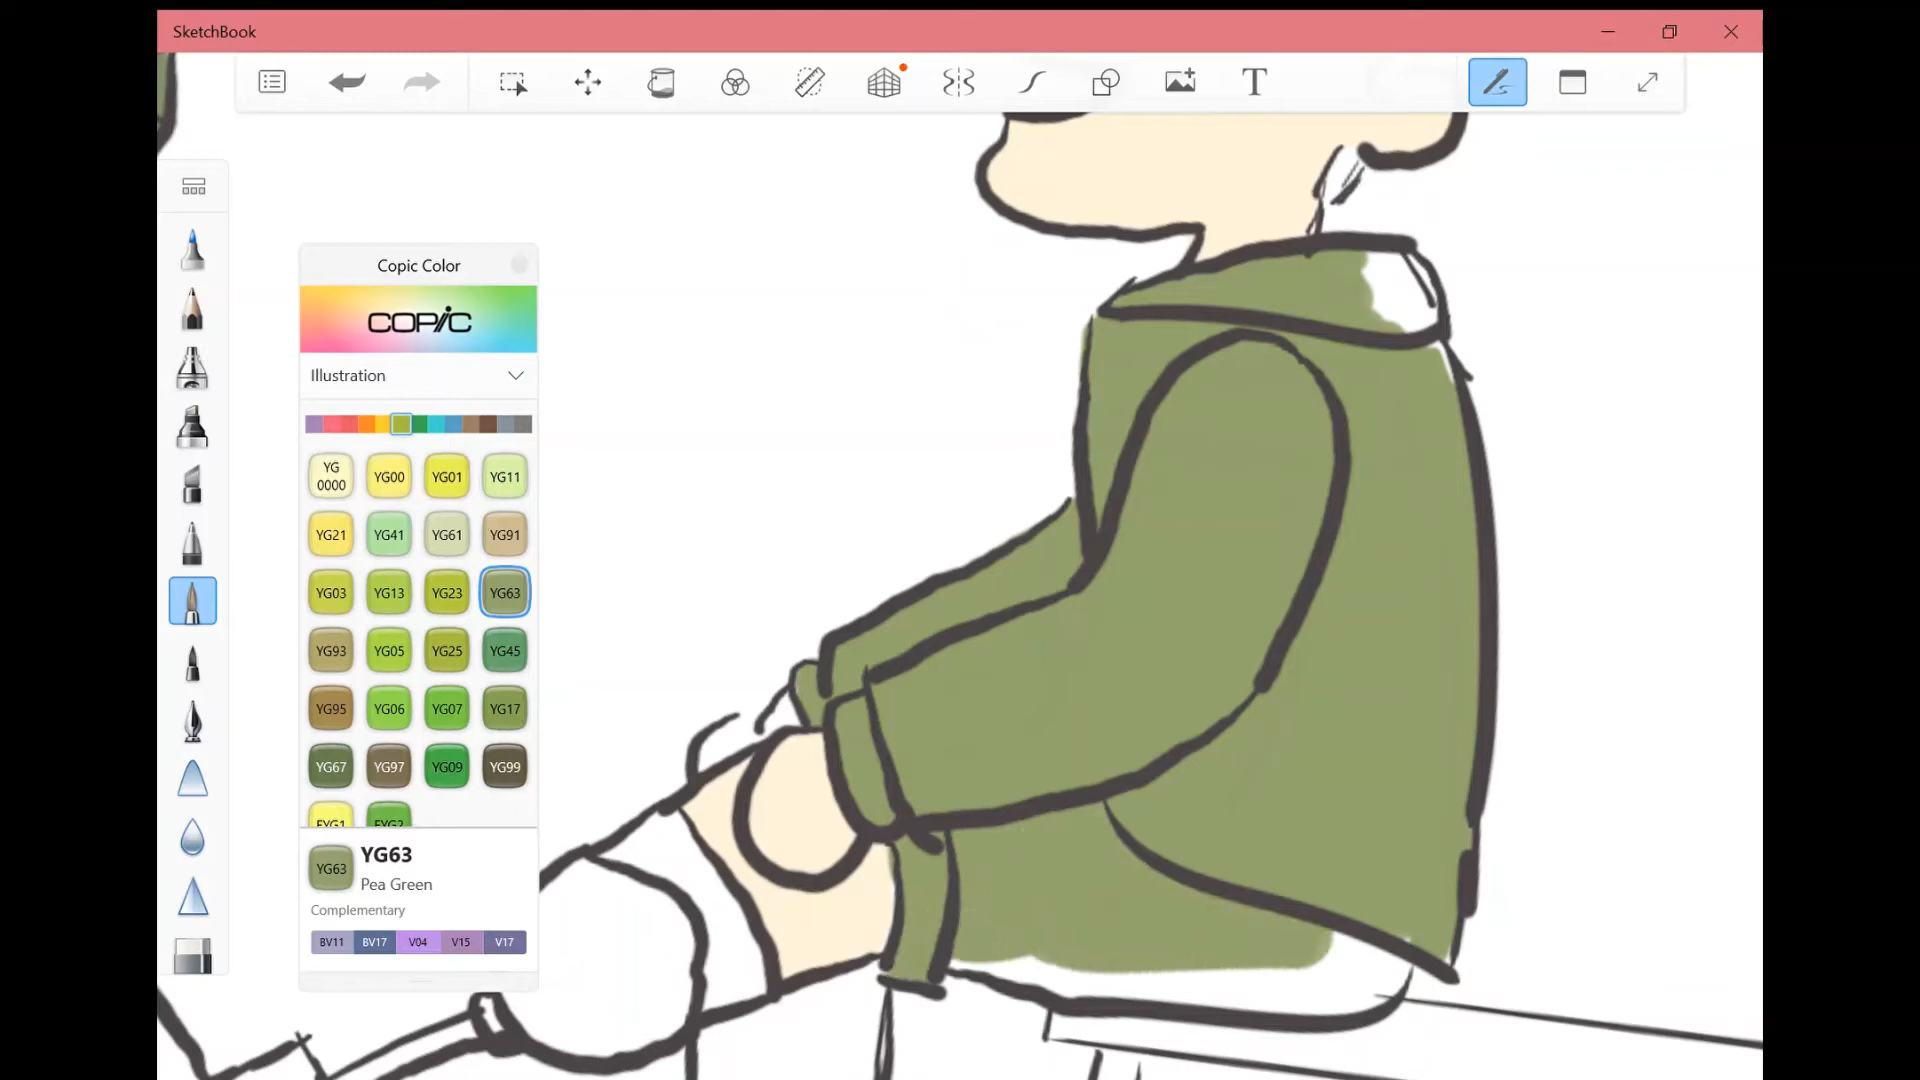 SketchBook
T
Copic Color
COPIC
Illustration
YG 0000 YG00 YG01 YG11
YG21 YG41 YG61 YG91
YG03 YG13 YG23 YG63
YG93 YG05 YG25 YG45
YG95 YG06 YG07 YG17
YG67 YG97 YG09 YG99
FYG1 FYG2
YG63 YG63
Pea Green
Complementary
BV11 BV17 V04 V15 V17